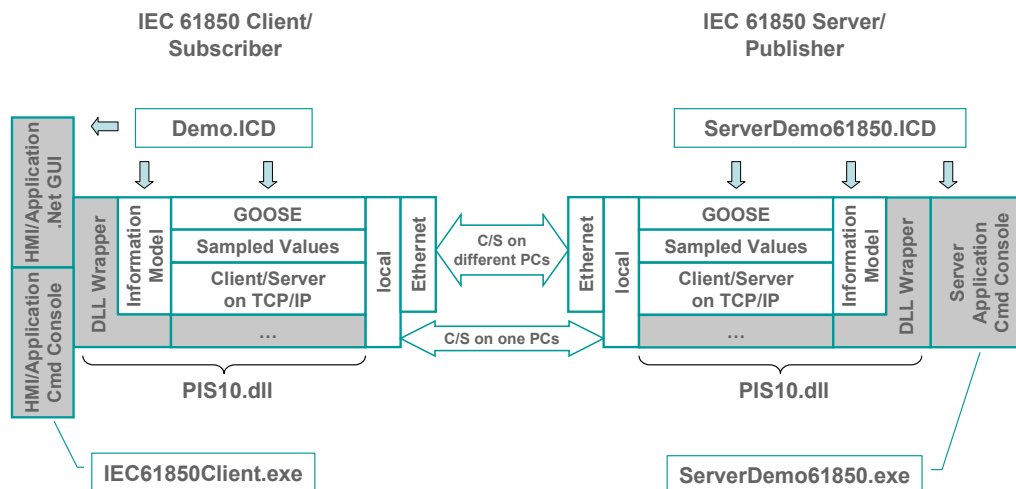 IEC 61850 Client/
Subscriber
IEC 61850 Server/
Publisher
Demo.ICD
ServerDemo61850.ICD
HMI/Application
.Net GUI
HMI/Application
Cmd Console
DLL Wrapper
Information
Model
GOOSE
Sampled Values
Client/Server
on TCP/IP
...
local
Ethernet
C/S on
different PCs
C/S on one PCs
Ethernet
local
GOOSE
Sampled Values
Client/Server
on TCP/IP
...
Information
Model
DLL Wrapper
Server
Application
Cmd Console
PIS10.dll
PIS10.dll
IEC61850Client.exe
ServerDemo61850.exe